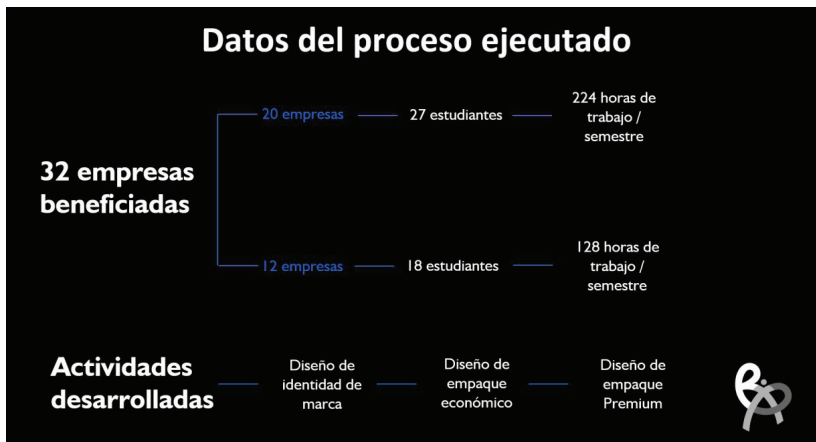 Datos del proceso ejecutado
32 empresas
beneficiadas
20 empresas
27 estudiantes
224 horas de
trabajo /
semestre
12 empresas
18 estudiantes
128 horas de
trabajo /
semestre
Actividades
desarrolladas
Diseño de
identidad de
marca
Diseño de
empaque
económico
Diseño de
empaque
Premium